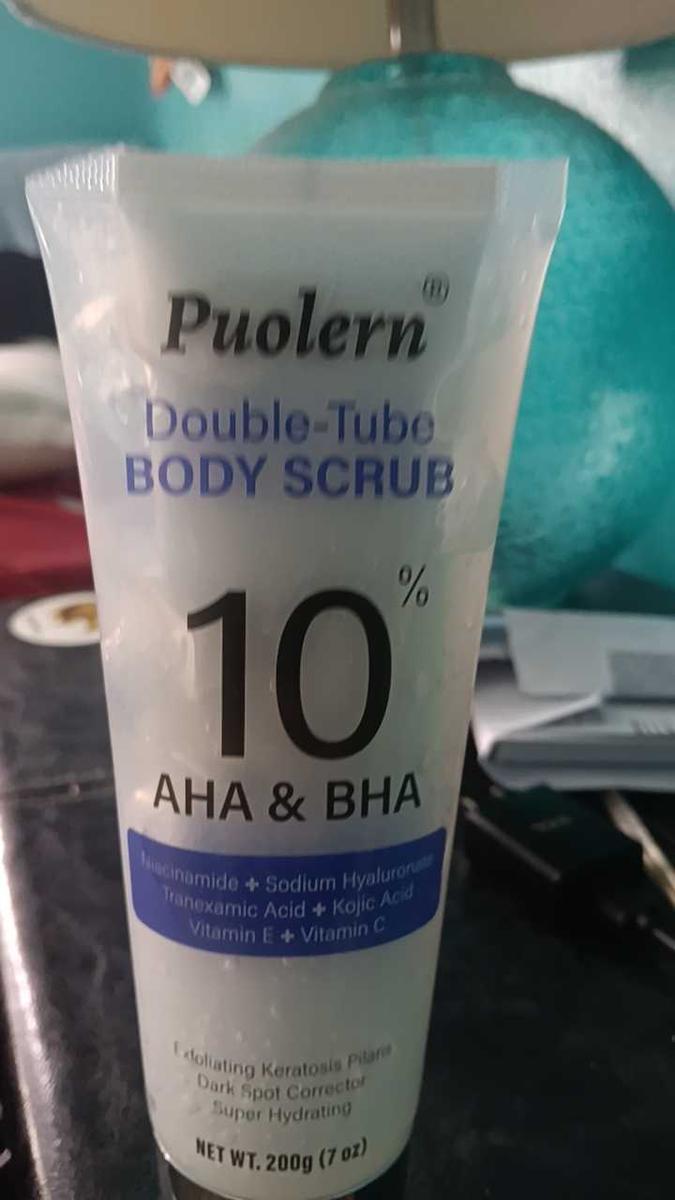 Puolern®
Double-Tube
BODY SCRUB
10%
AHA & BHA
Niacinamide + Sodium Hyaluronate
Tranexamic Acid + Kojic Acid
Vitamin E + Vitamin C
Exfoliating Keratosis Pilaris
Dark Spot Corrector
Super Hydrating
NET WT. 200g (7 oz)